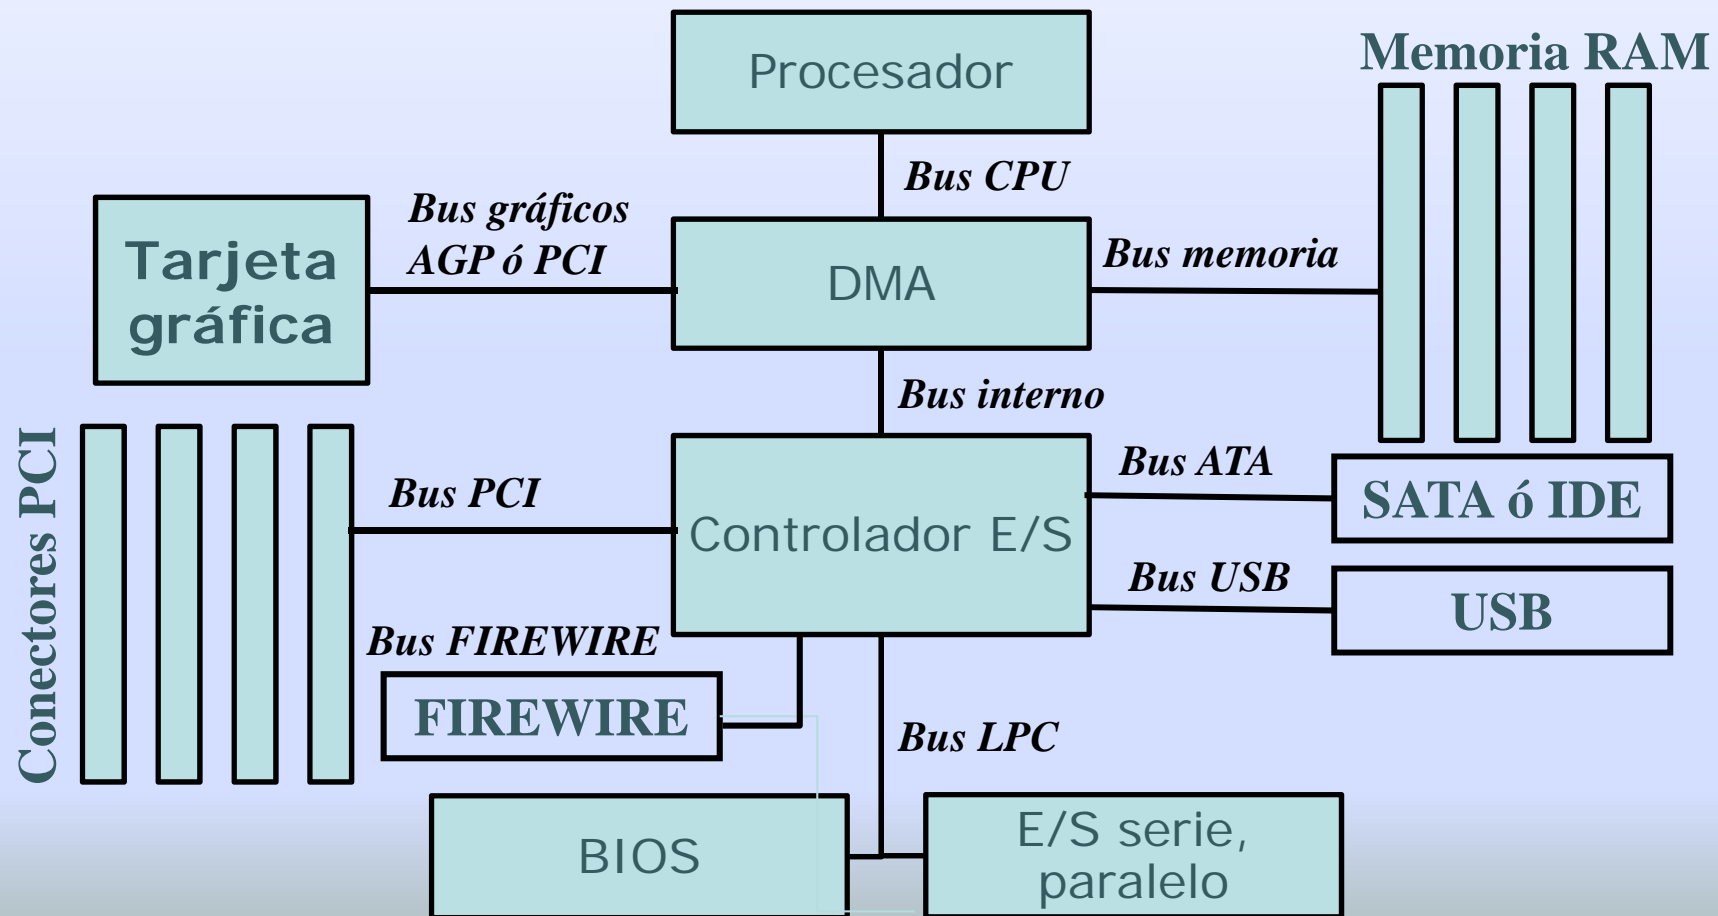 Procesador
Memoria RAM
Bus CPU
Bus gráficos
AGP ó PCI
Tarjeta
gráfica
DMA
Bus memoria
Bus interno
Conectores PCI
Bus PCI
Controlador E/S
Bus ATA
SATA ó IDE
Bus USB
USB
Bus FIREWIRE
FIREWIRE
Bus LPC
BIOS
E/S serie,
paralelo